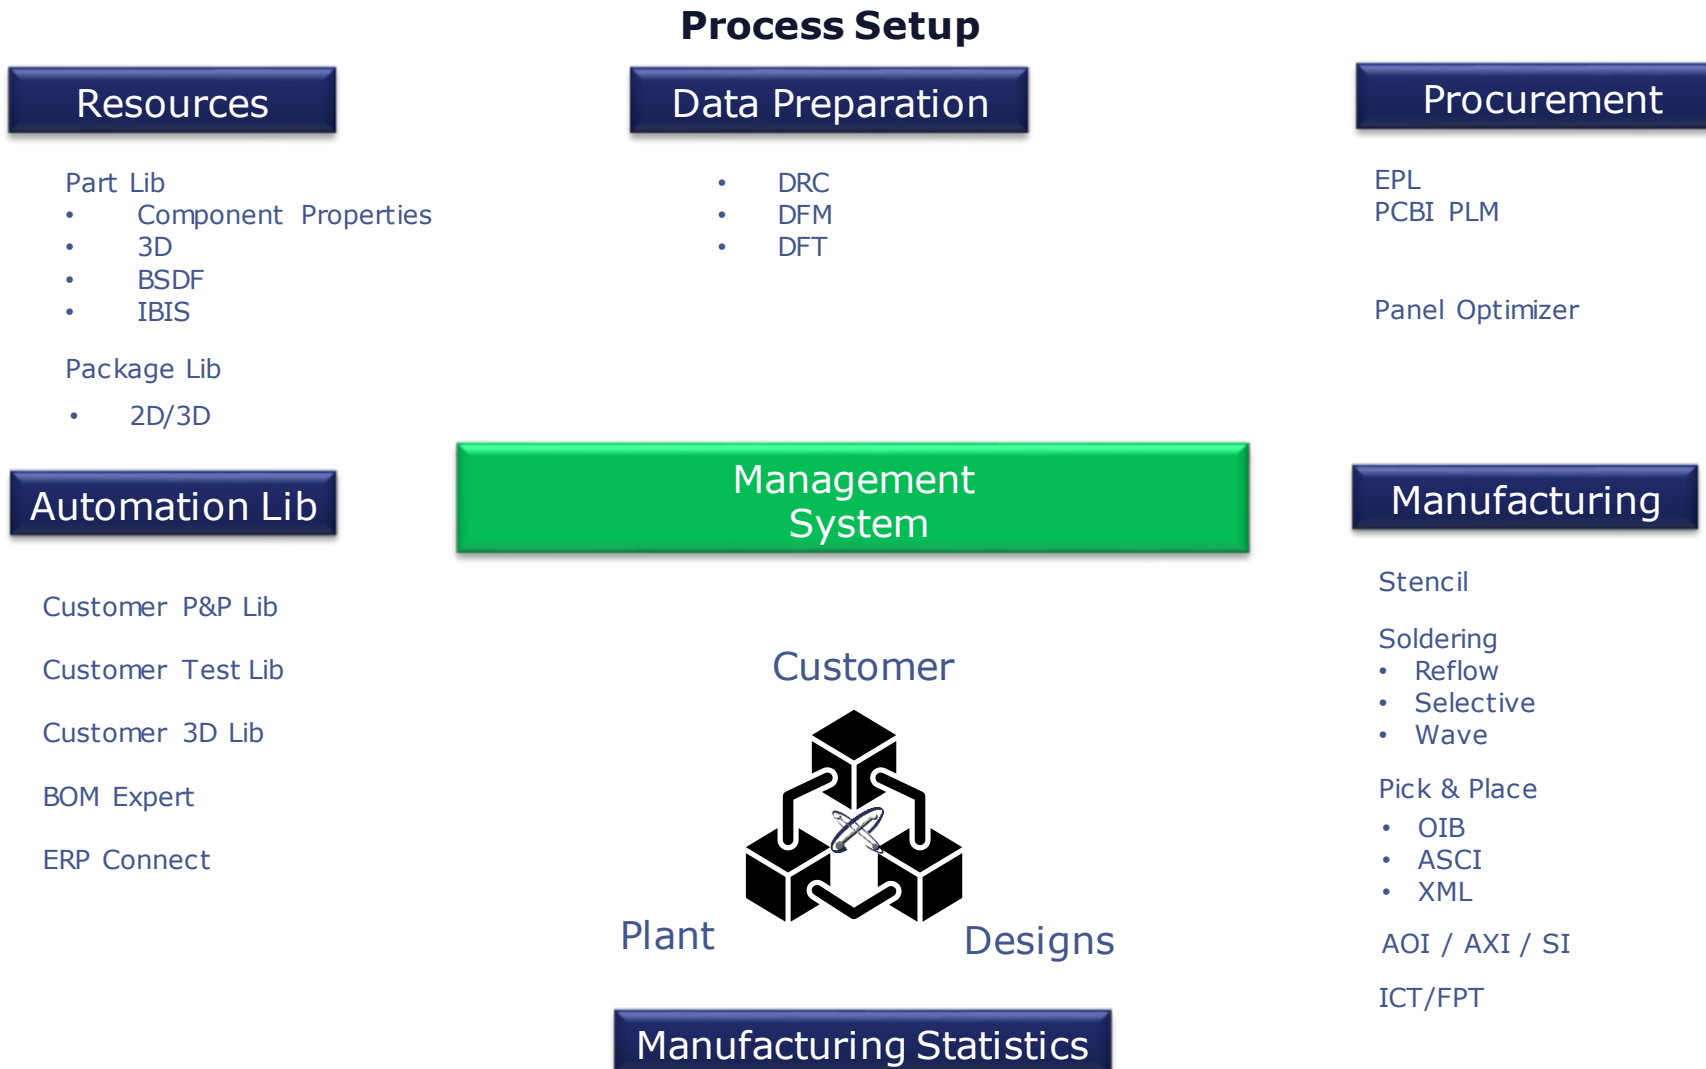 Process Setup
Resources
Part Lib
• Component Properties
• 3D
• BSDF
• IBIS
Package Lib
• 2D/3D
Data Preparation
• DRC
• DFM
• DFT
Procurement
EPL
PCBI PLM
Panel Optimizer
Management
System
Automation Lib
Customer P&P Lib
Customer Test Lib
Customer 3D Lib
BOM Expert
ERP Connect
Customer
Plant
Designs
Manufacturing
Stencil
Soldering
• Reflow
• Selective
• Wave
Pick & Place
• OIB
• ASCI
• XML
AOI / AXI / SI
ICT/FPT
Manufacturing Statistics